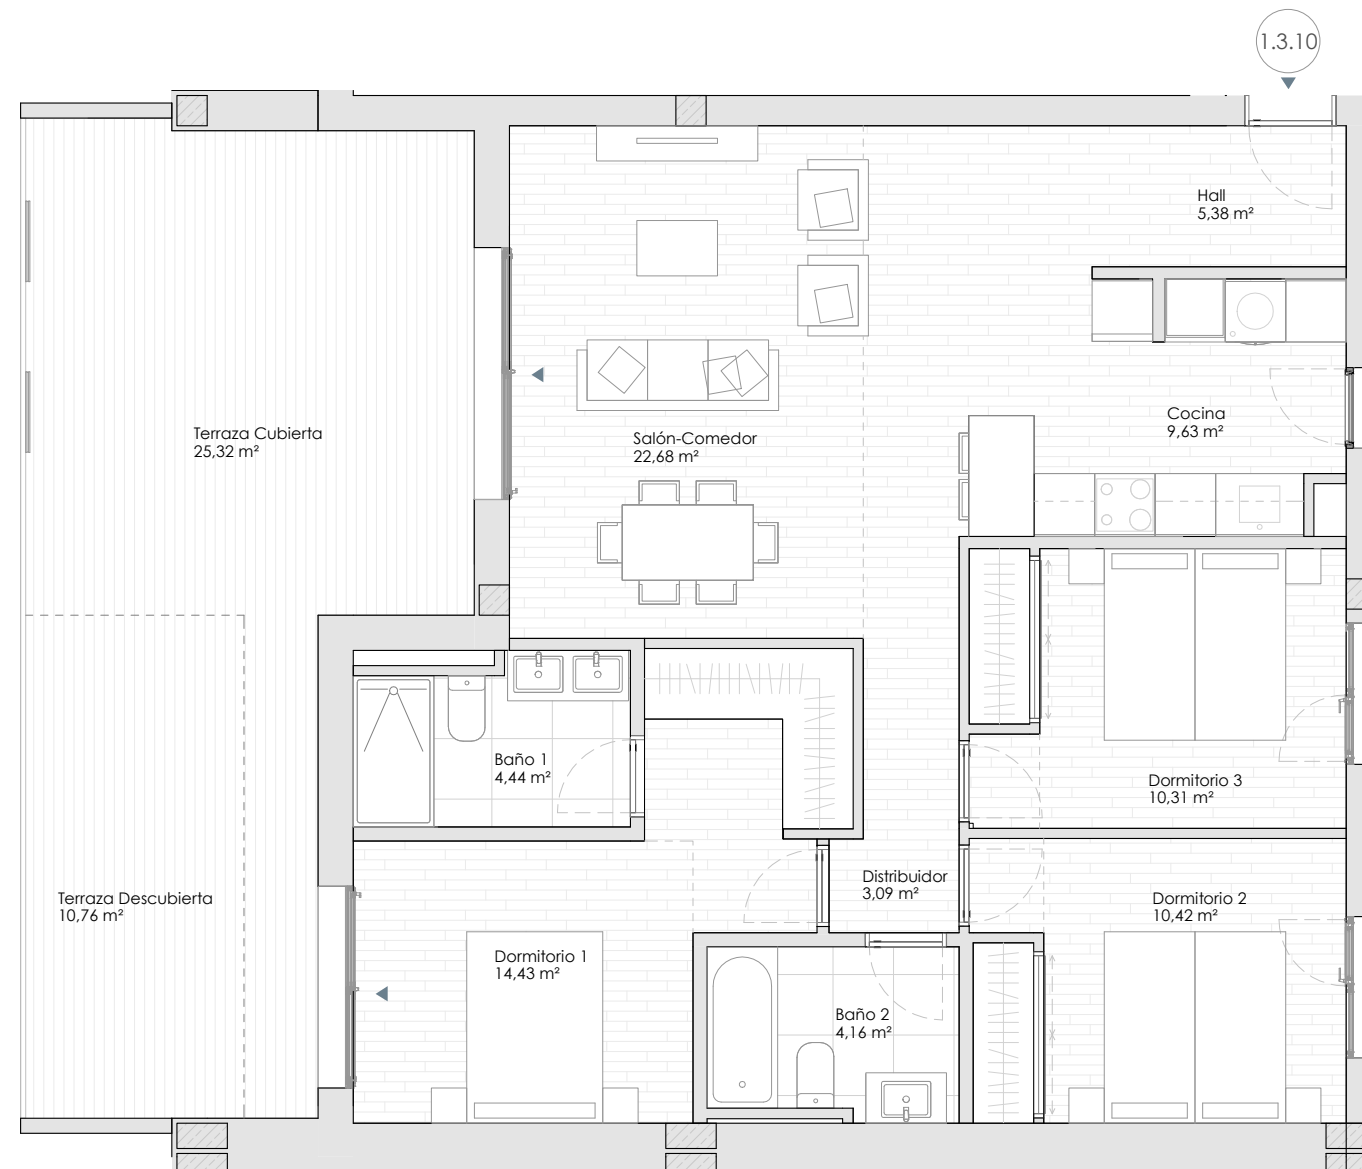 1.3.10
Hall
5,38 m²
Cocina
9,63 m²
Terraza Cubierta
25,32 m²
Salón-Comedor
22,68 m²
Baño 1
4,44 m²
Dormitorio 3
10,31 m²
Distribuidor
3,09 m²
Terraza Descubierta
10,76 m²
Dormitorio 2
10,42 m²
Dormitorio 1
14,43 m²
Baño 2
4,16 m²